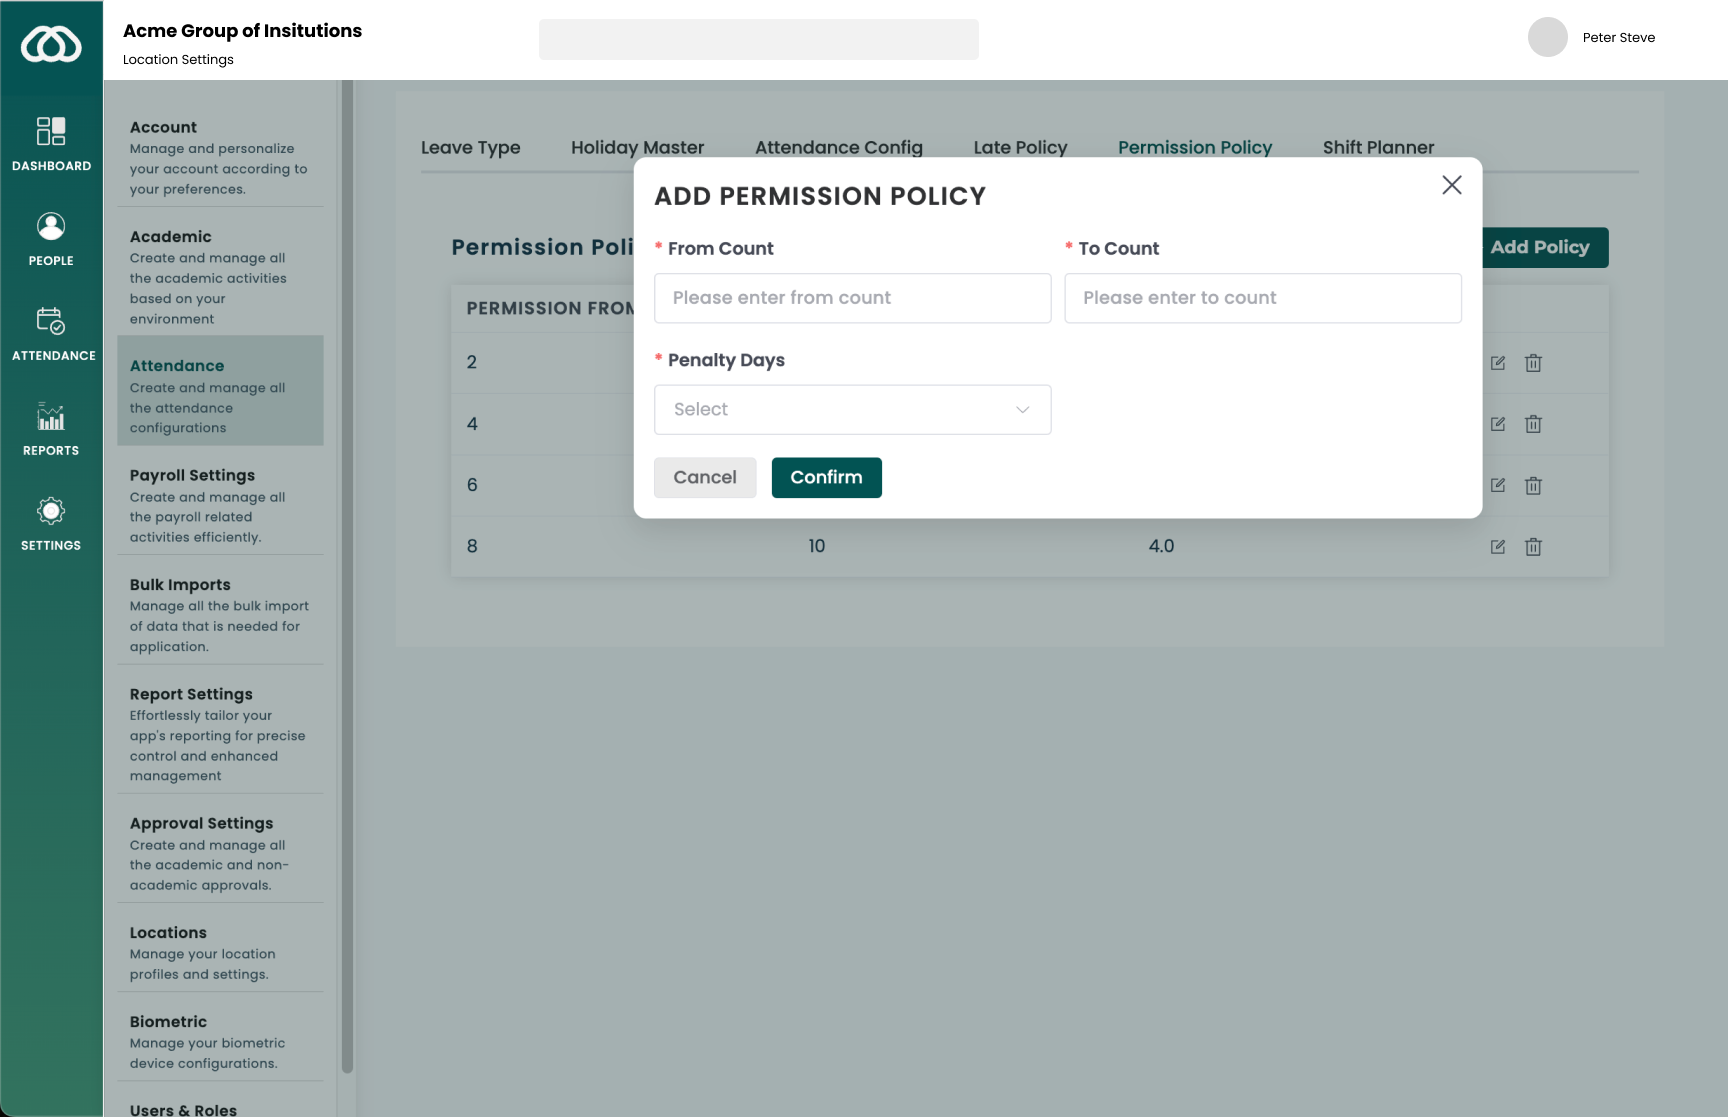 Acme Group of Insitutions
Location Settings
Peter Steve
DASHBOARD
PEOPLE
ATTENDANCE
REPORTS
SETTINGS
Account
Manage and personalize
your account according to
your preferences.
Academic
Create and manage all
the academic activities
based on your
environment
Attendance
Create and manage all
the attendance
configurations
Payroll Settings
Create and manage all
the payroll related
activities efficiently.
Bulk Imports
Manage all the bulk import
of data that is needed for
application.
Report Settings
Effortlessly tailor your
app's reporting for precise
control and enhanced
management
Approval Settings
Create and manage all
the academic and non-
academic approvals.
Locations
Manage your location
profiles and settings.
Biometric
Manage your biometric
device configurations.
Users & Roles
Leave Type Holiday Master Attendance Config Late Policy Permission Policy Shift Planner
Permission Poli
Add Policy
PERMISSION FROM
2
4
6
8 10 4.0
ADD PERMISSION POLICY
* From Count * To Count
Please enter from count Please enter to count
* Penalty Days
Select
Cancel Confirm